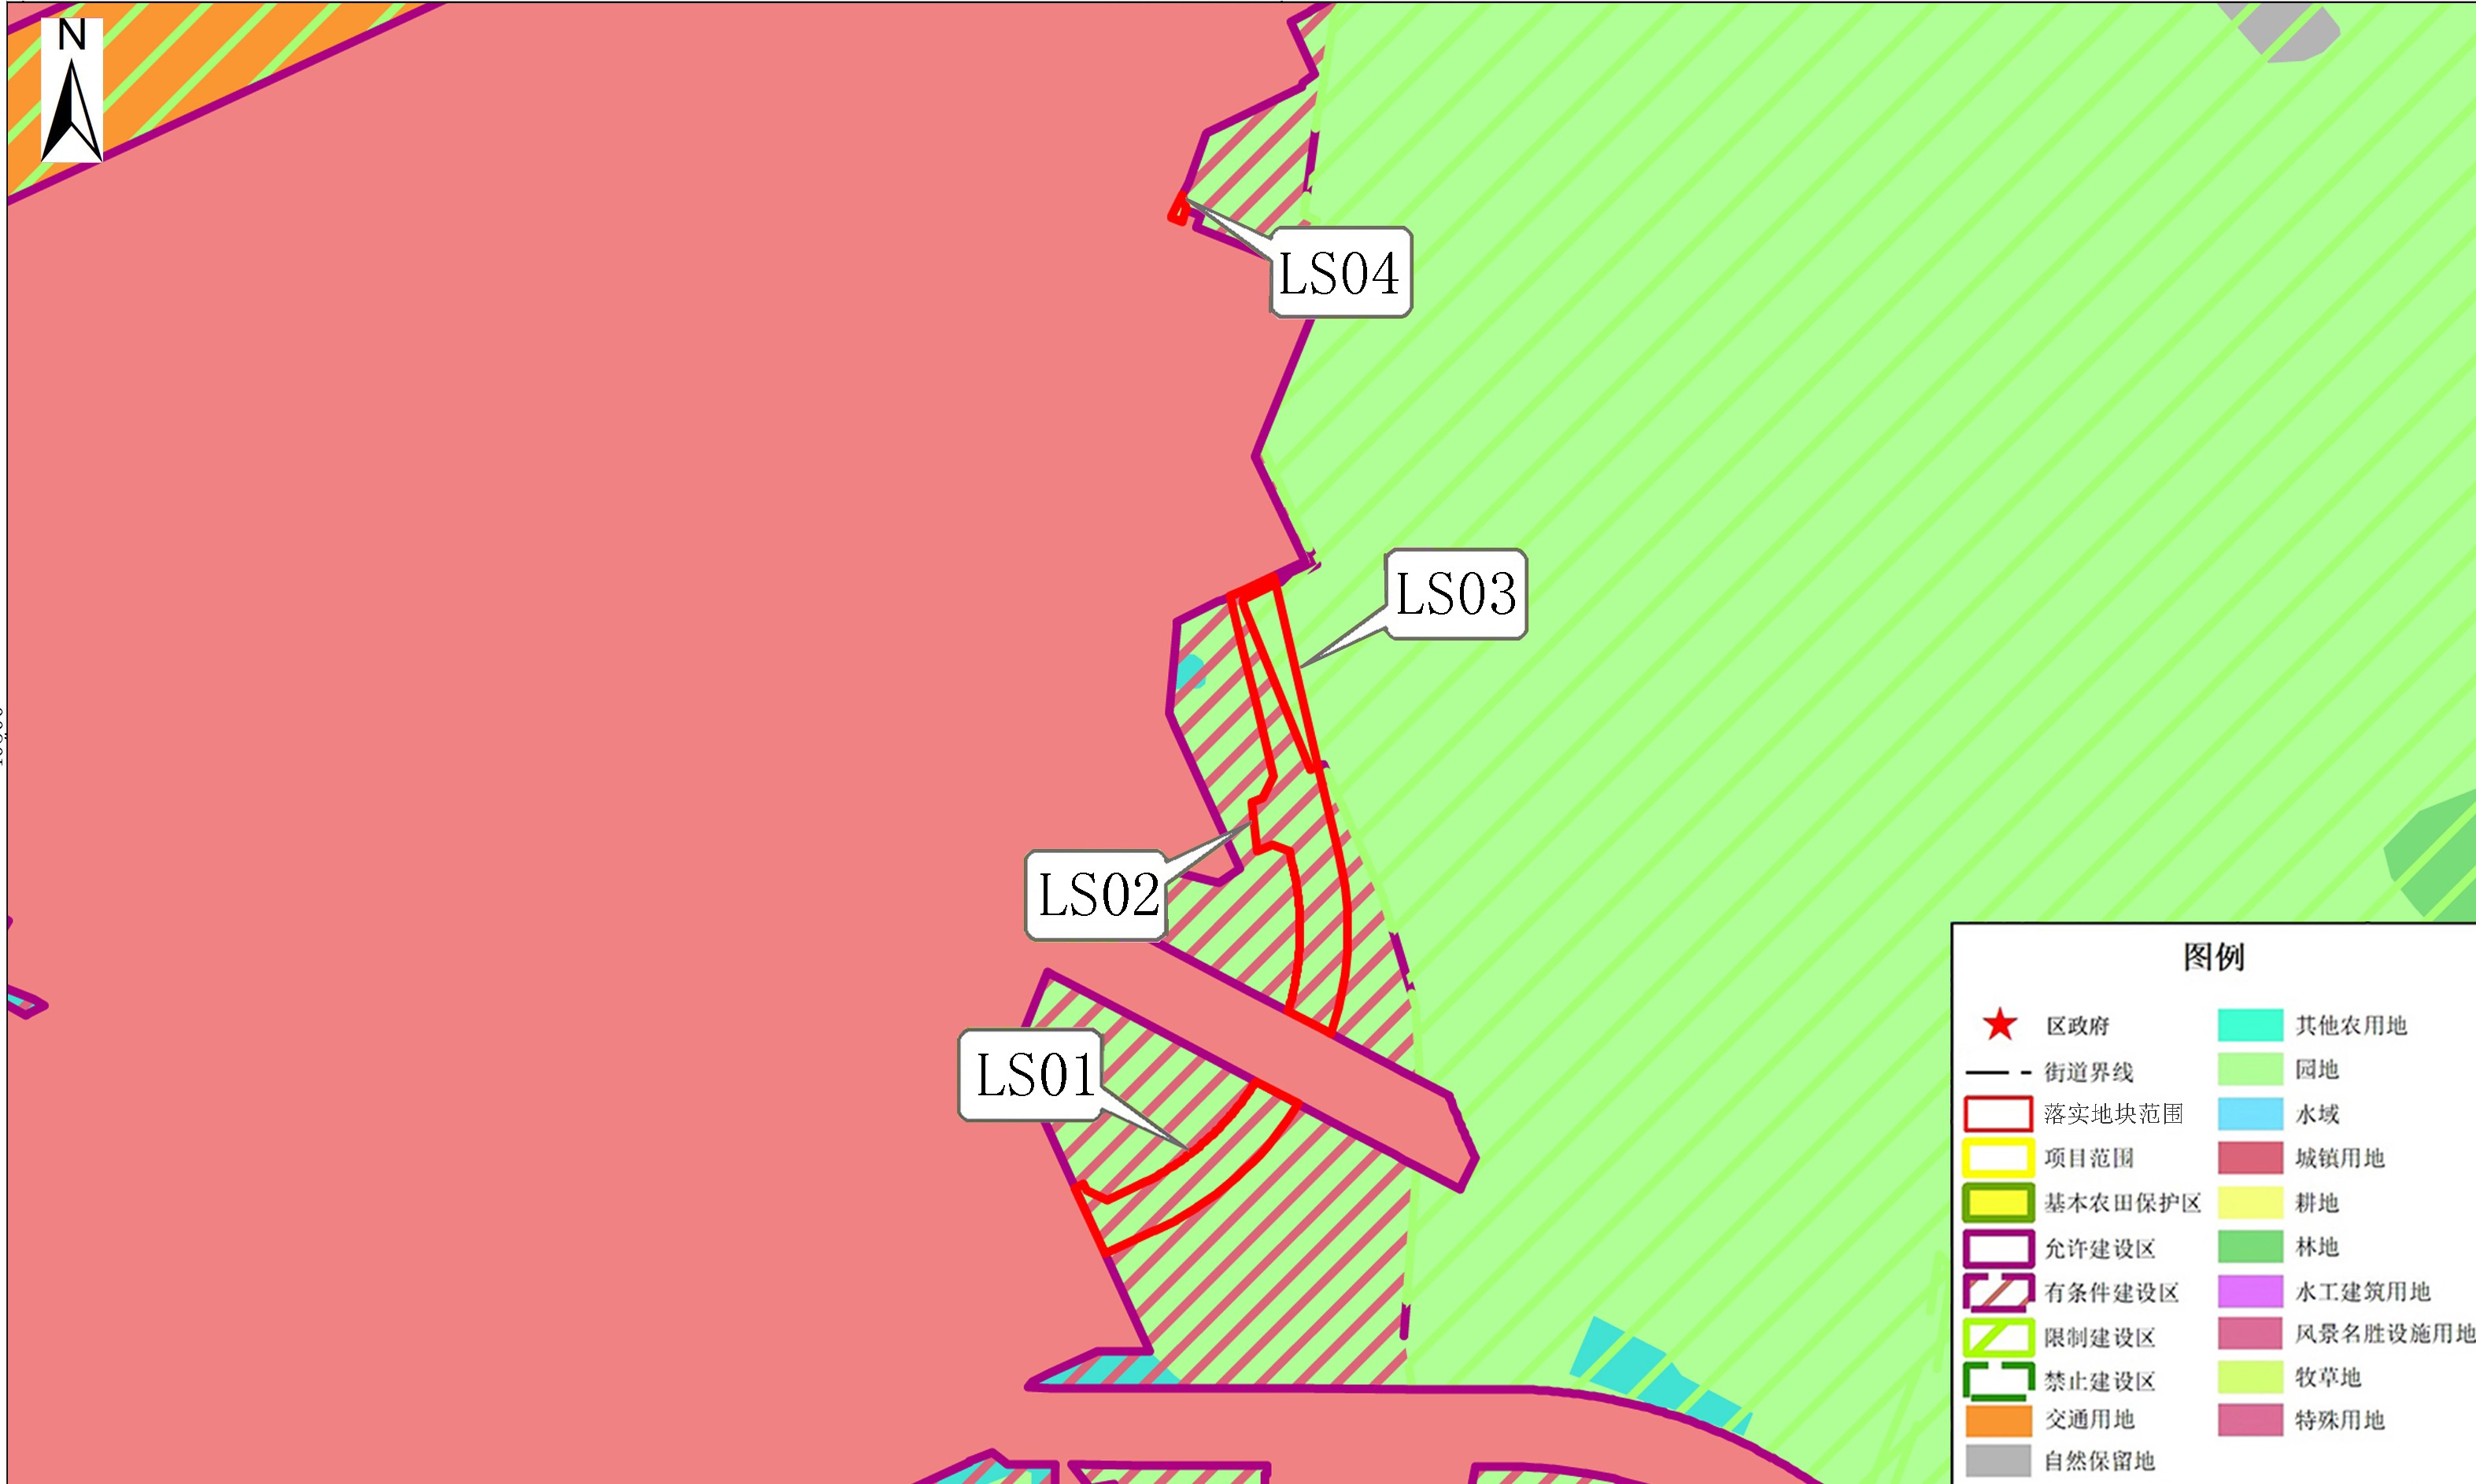 N
LS04
LS03
LS02
LS01
图例
区政府
街道界线
落实地块范围
项目范围
基本农田保护区
允许建设区
有条件建设区
限制建设区
禁止建设区
交通用地
自然保留地
其他农用地
园地
水域
城镇用地
耕地
林地
水工建筑用地
风景名胜设施用地
牧草地
特殊用地